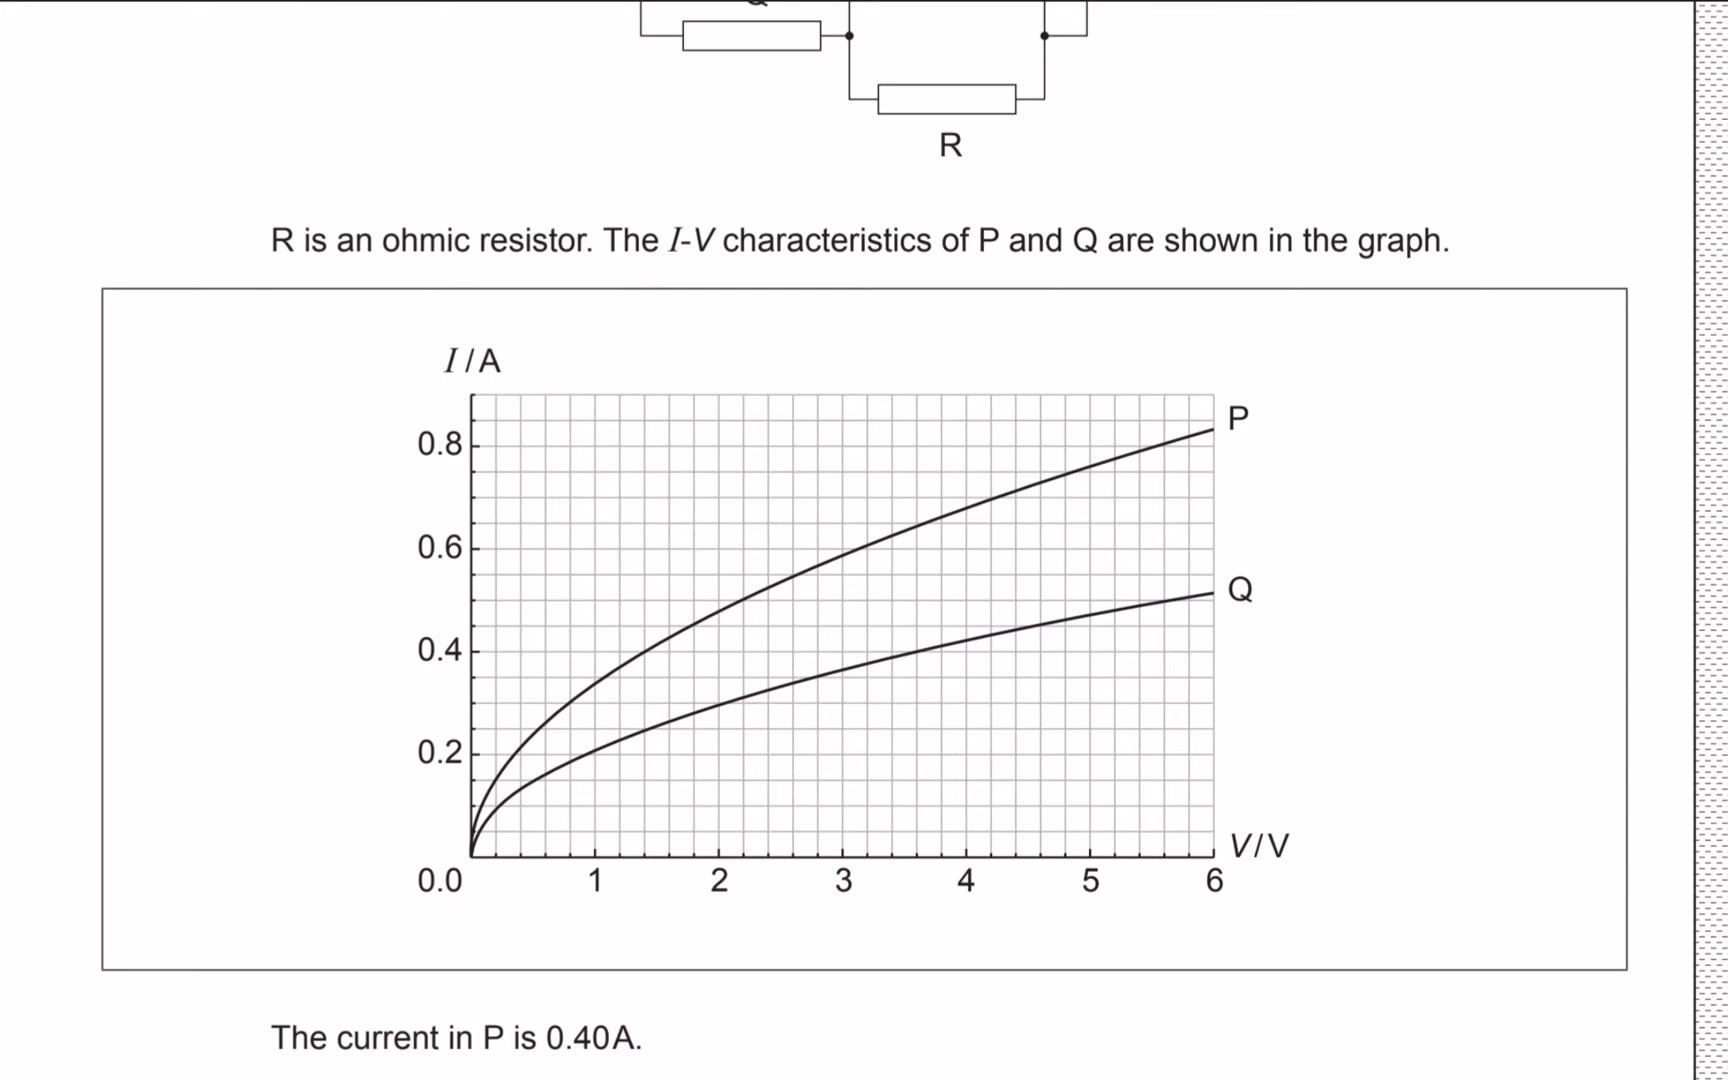 R
R is an ohmic resistor. The I-V characteristics of P and Q are shown in the graph.
I / A
P
0.8
0.6
Q
0.4
0.2
V / V
0.0 1 2 3 4 5 6
The current in P is 0.40 A.